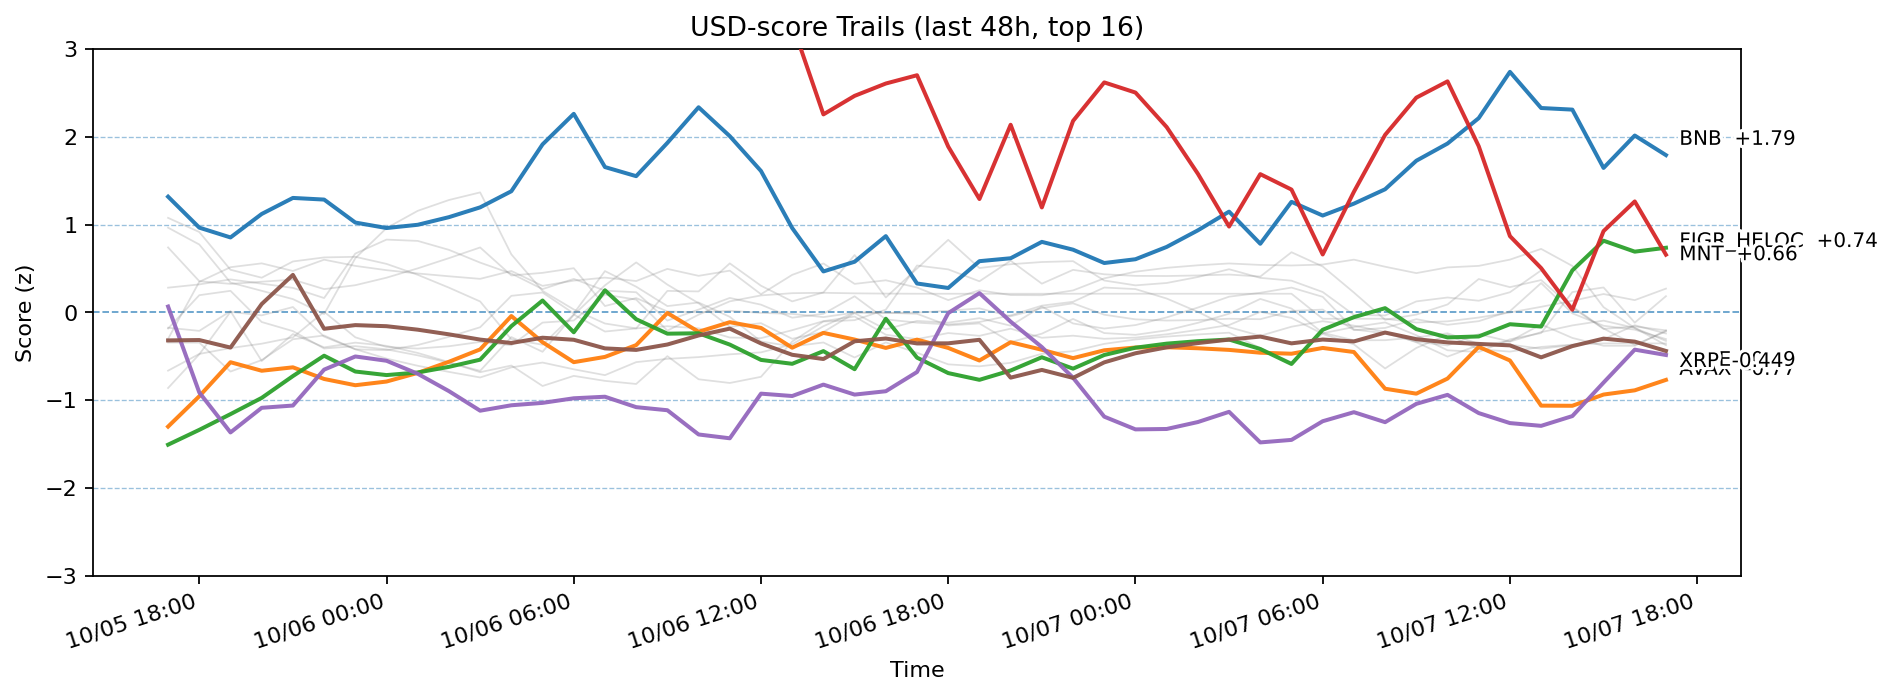 USD-score Trails (last 48h, top 16)
Score (z)
3
2
1
0
−1
−2
−3
BNB +1.79
FIGR_HELOC +0.74
MNT +0.66
10/05 18:00
10/06 00:00
10/06 06:00
10/06 12:00
10/06 18:00
10/07 00:00
10/07 06:00
10/07 12:00
10/07 18:00
Time